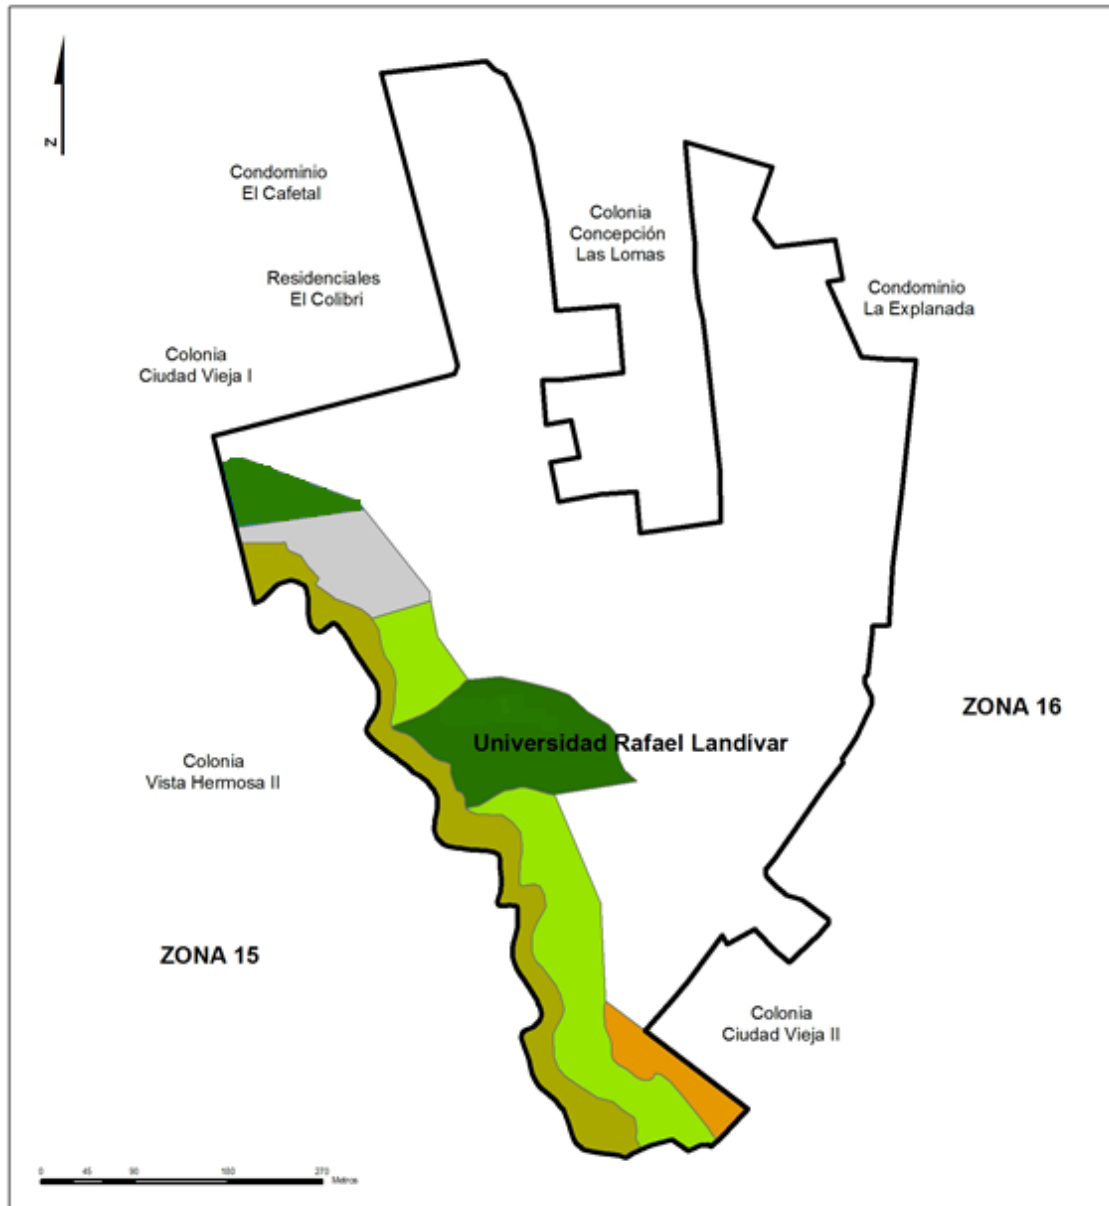 Z
Condominio
El Cafetal
Colonia
Concepción
Las Lomas
Residenciales
El Colibri
Condominio
La Explanada
Colonia
Ciudad Vieja I
ZONA 16
Universidad Rafael Landívar
Colonia
Vista Hermosa II
ZONA 15
Colonia
Ciudad Vieja II
0 45 90 180 270
Metros